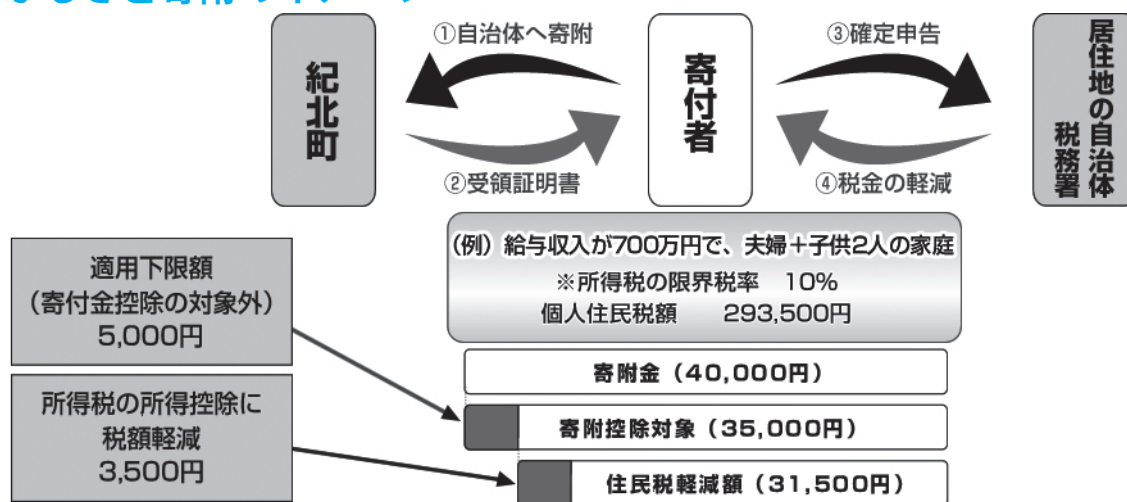 ①自治体へ寄附
③確定申告
紀北町
寄付者
居住地の自治体
税務署
②受領証明書
④税金の軽減
(例)給与収入が700万円で、夫婦+子供2人の家庭
※所得税の限界税率 10%
個人住民税額 293,500円
適用下限額
(寄付金控除の対象外)
5,000円
寄附金(40,000円)
所得税の所得控除に
税額軽減
3,500円
寄附控除対象(35,000円)
住民税軽減額(31,500円)